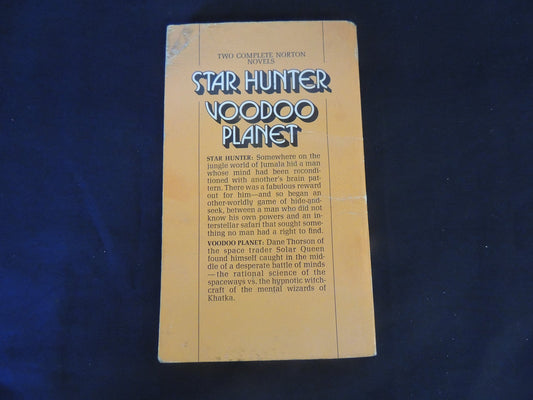 TWO COMPLETE NORTON
NOVELS
STAR HUNTER
VOODOO
PLANET
STAR HUNTER: Somewhere on the
jungle world of Jumala hid a man
whose mind had been recondi-
tioned with another's brain pat-
tern. There was a fabulous reward
out for him—and so began an
other-worldly game of hide-and-
seek, between a man who did not
know his own powers and an in-
terstellar safari that sought some-
thing no man had a right to find.
VOODOO PLANET: Dane Thorson of
the space trader Solar Queen
found himself caught in the mid-
dle of a desperate battle of minds
—the rational science of the
spaceways vs. the hypnotic witch-
craft of the mental wizards of
Khatka.